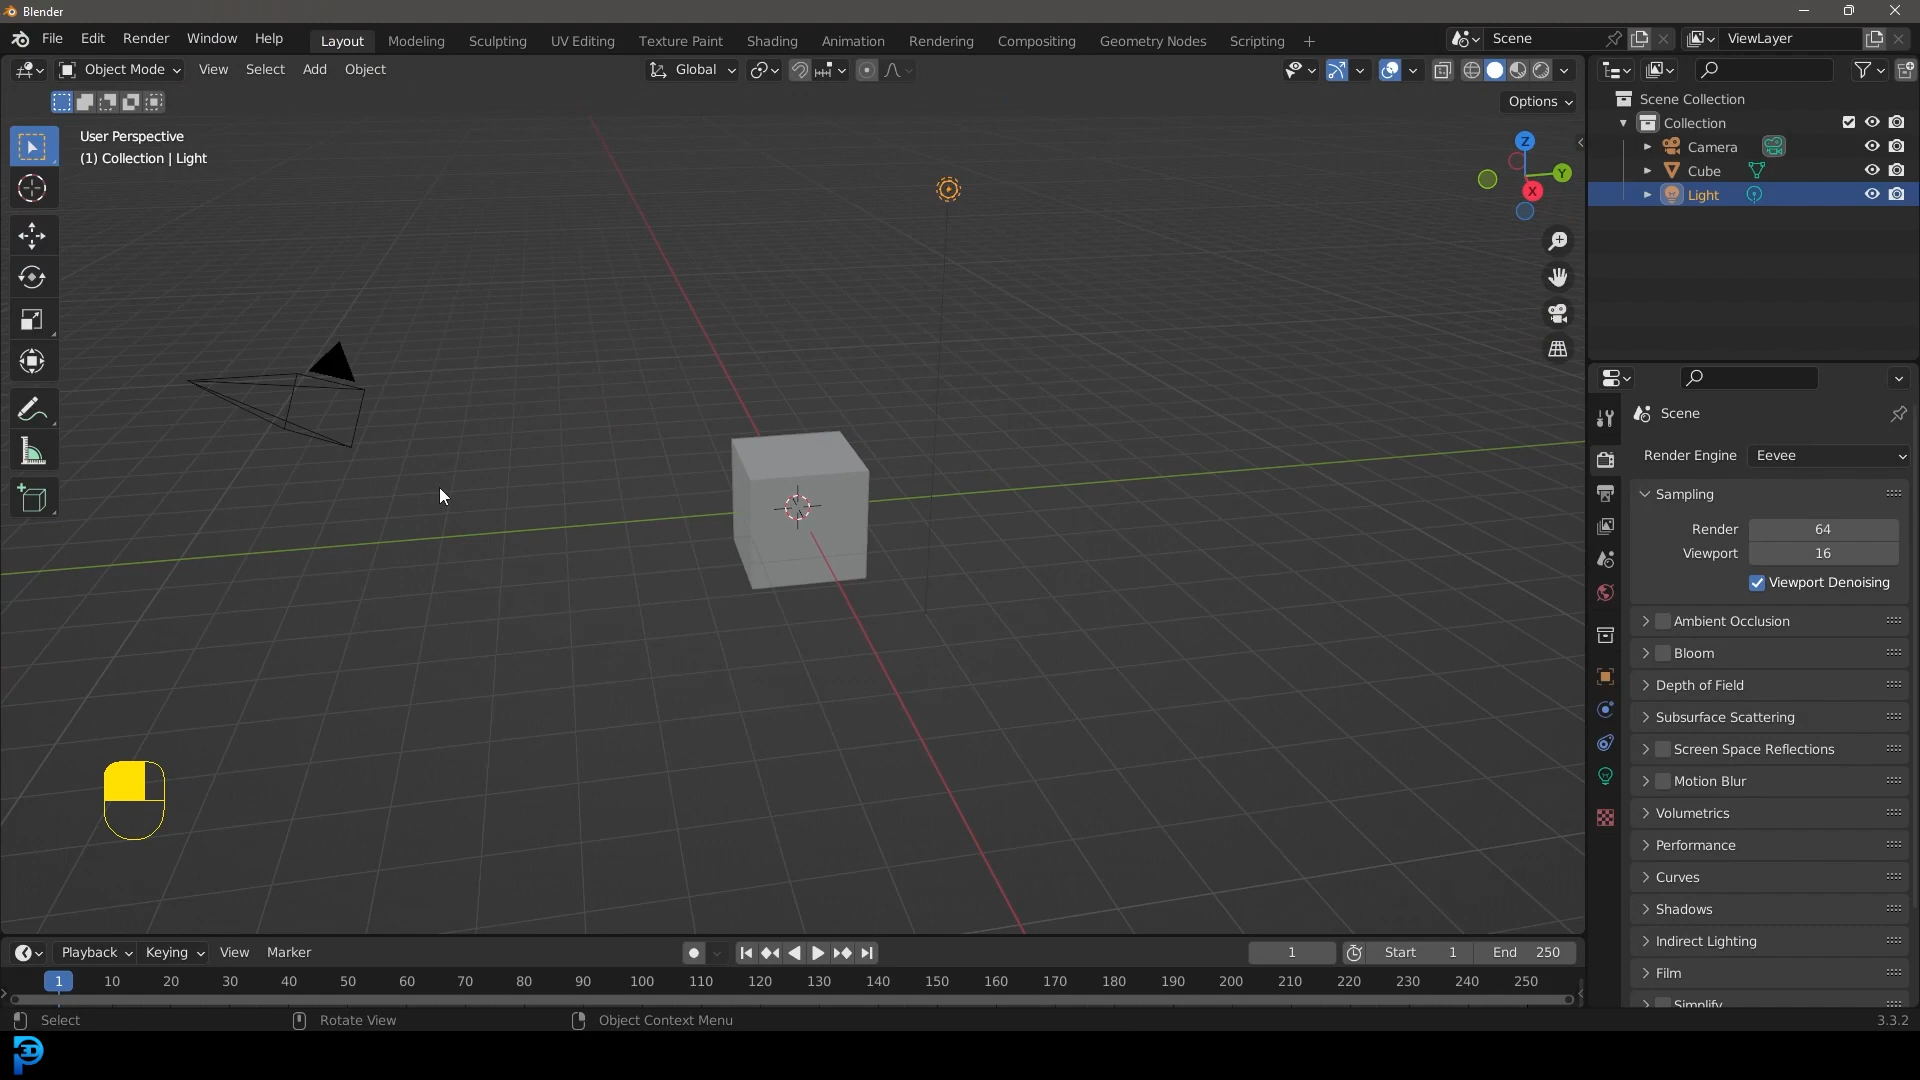 Blender
File Edit Render Window Help Layout Modeling Sculpting UV Editing Texture Paint Shading Animation Rendering Compositing Geometry Nodes Scripting + Scene ViewLayer
Object Mode View Select Add Object Global
Options
User Perspective
(1) Collection | Light
Z
Y
X
Scene Collection
Collection
Camera
Cube
Light
Scene
Render Engine Eevee
Sampling
Render 64
Viewport 16
Viewport Denoising
Ambient Occlusion
Bloom
Depth of Field
Subsurface Scattering
Screen Space Reflections
Motion Blur
Volumetrics
Performance
Curves
Shadows
Indirect Lighting
Film
Simplify
Playback Keying View Marker 1 Start 1 End 250
1 10 20 30 40 50 60 70 80 90 100 110 120 130 140 150 160 170 180 190 200 210 220 230 240 250
Select Rotate View Object Context Menu 3.3.2
3D